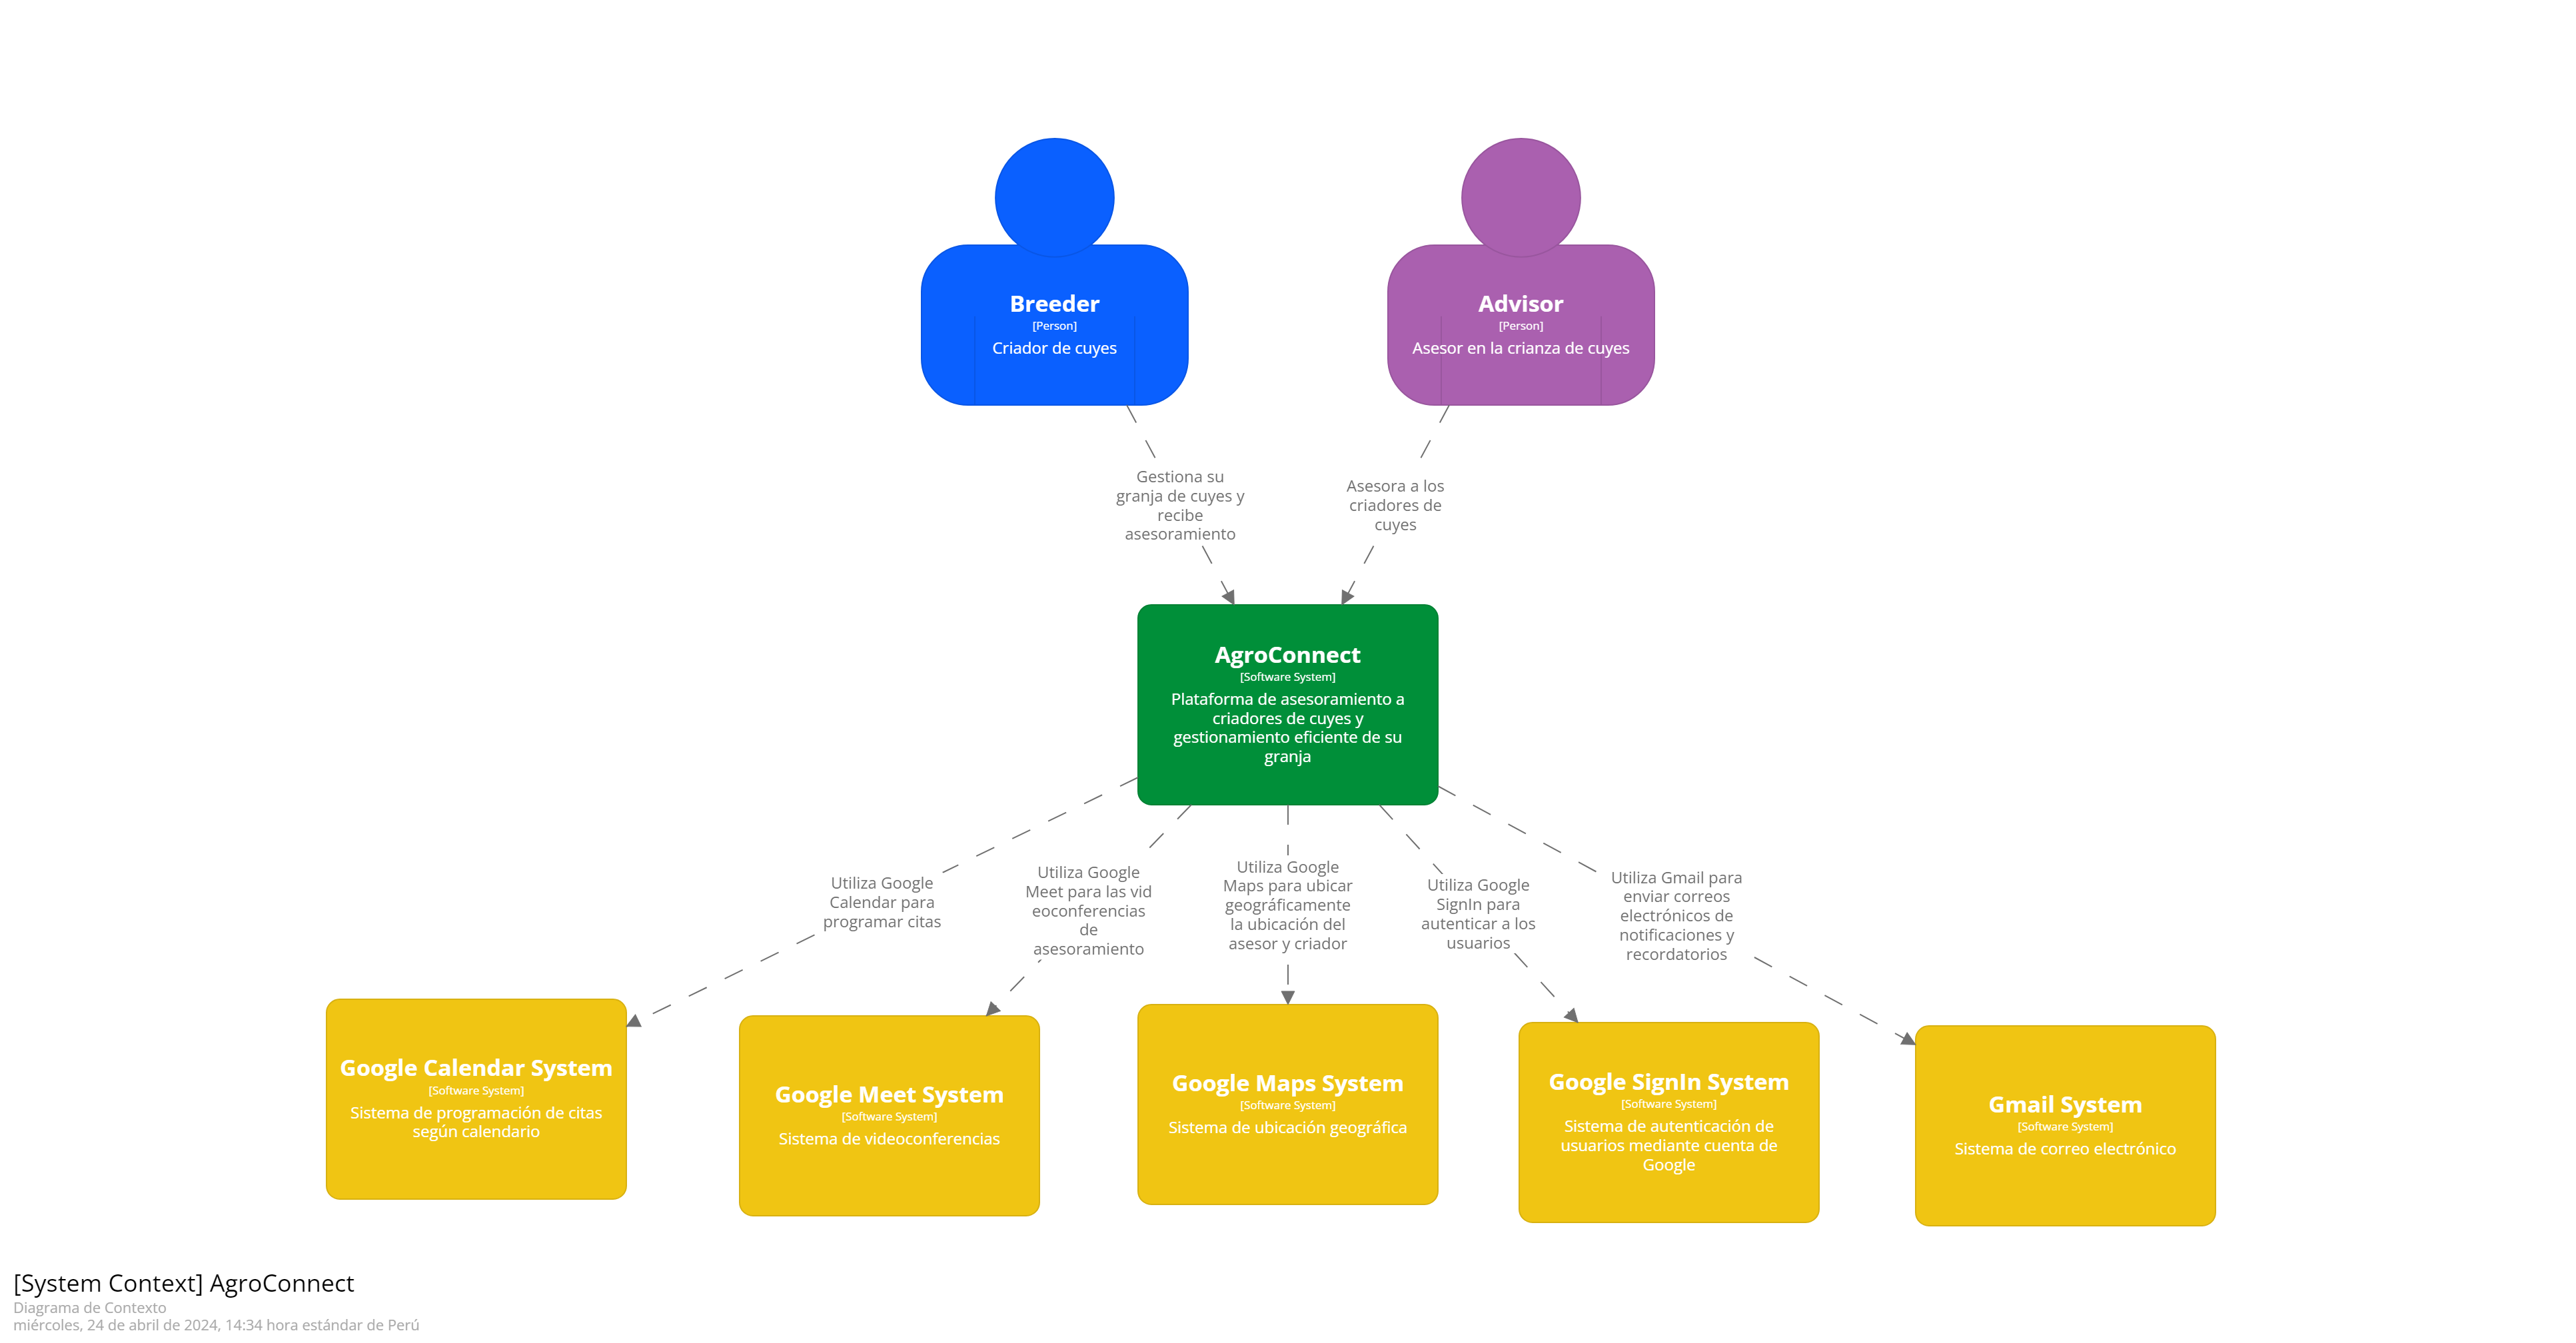 Breeder
[Person]
Criador de cuyes
Advisor
[Person]
Asesor en la crianza de cuyes
Gestiona su
granja de cuyes y
recibe
asesoramiento
Asesora a los
criadores de
cuyes
AgroConnect
[Software System]
Plataforma de asesoramiento a
criadores de cuyes y
gestionamiento eficiente de su
granja
Utiliza Google
Calendar para
programar citas
Utiliza Google
Meet para las vid
eoconferencias
de
asesoramiento
Utiliza Google
Maps para ubicar
geográficamente
la ubicación del
asesor y criador
Utiliza Google
SignIn para
autenticar a los
usuarios
Utiliza Gmail para
enviar correos
electrónicos de
notificaciones y
recordatorios
Google Calendar System
[Software System]
Sistema de programación de citas
según calendario
Google Meet System
[Software System]
Sistema de videoconferencias
Google Maps System
[Software System]
Sistema de ubicación geográfica
Google SignIn System
[Software System]
Sistema de autenticación de
usuarios mediante cuenta de
Google
Gmail System
[Software System]
Sistema de correo electrónico
[System Context] AgroConnect
Diagrama de Contexto
miércoles, 24 de abril de 2024, 14:34 hora estándar de Perú